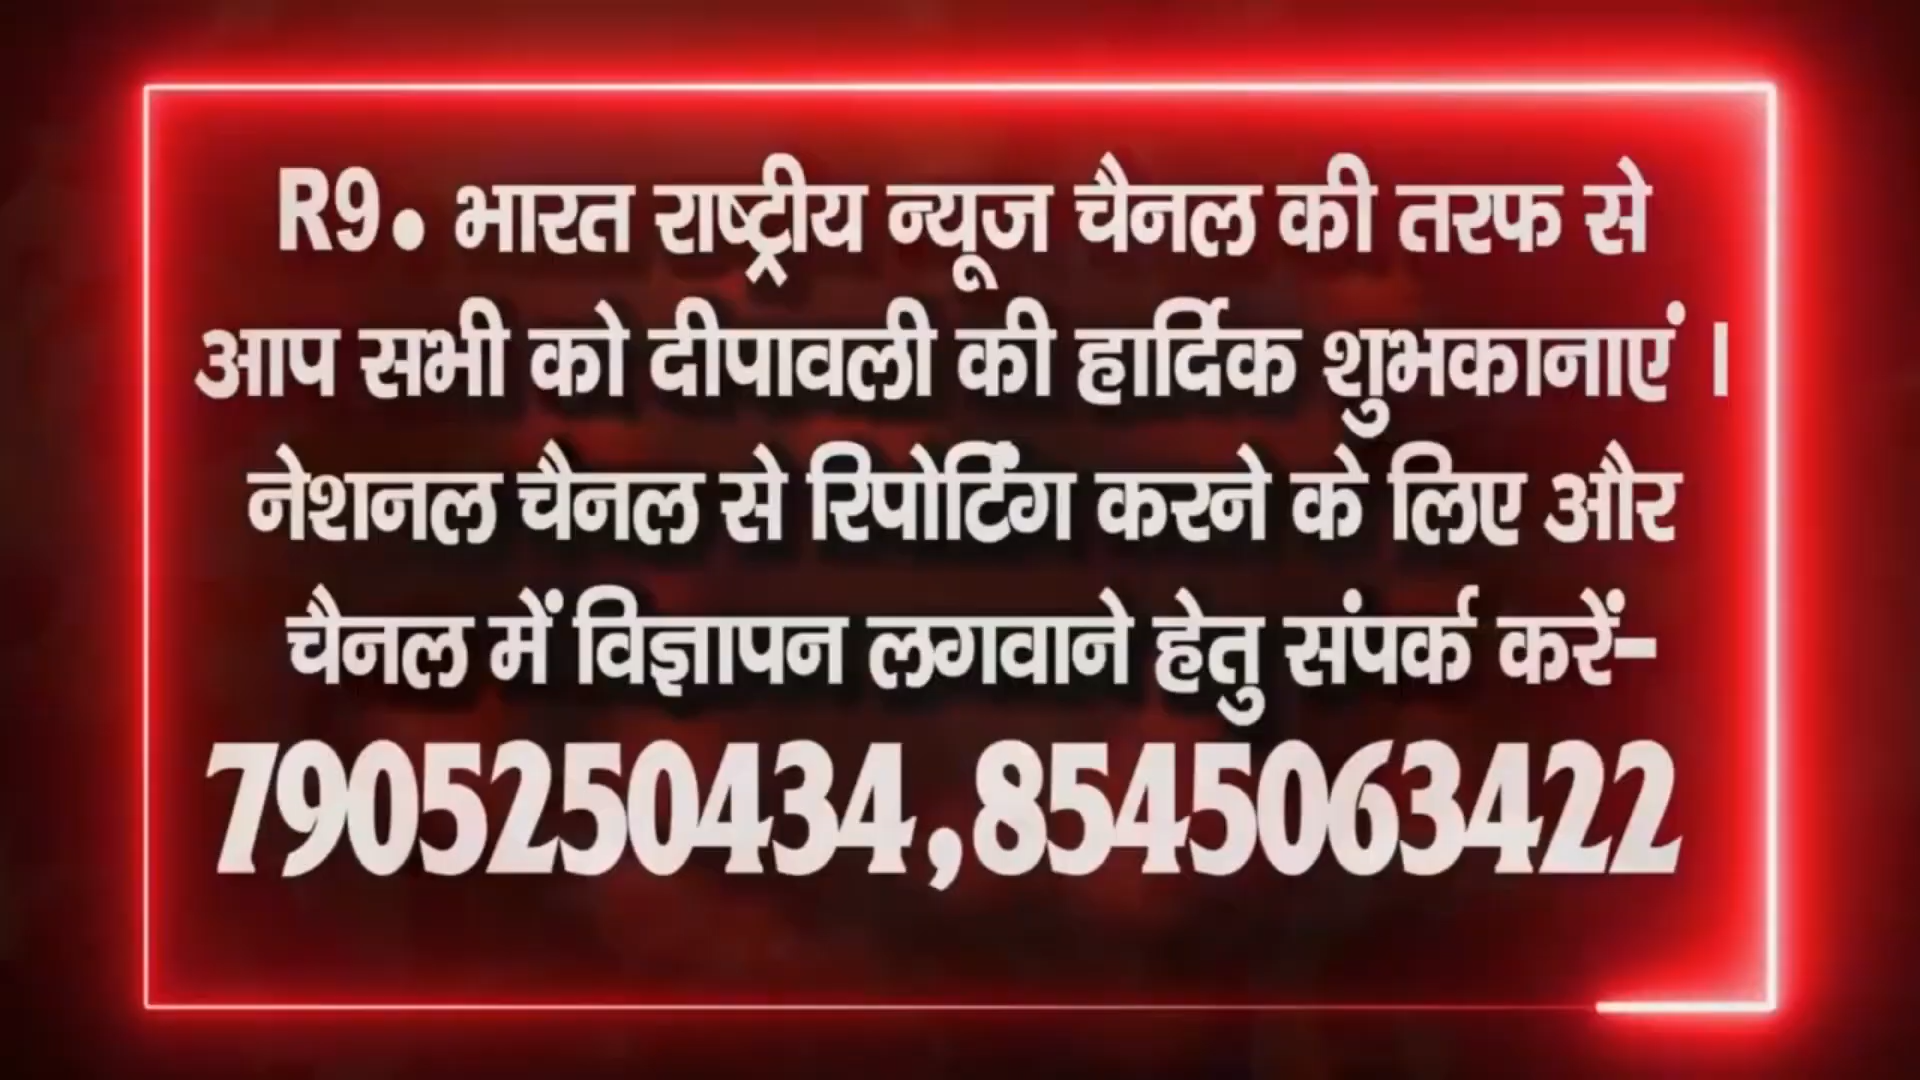 R9. भारत राष्ट्रीय न्यूज चैनल की तरफ से
आप सभी को दीपावली की हार्दिक शुभकानाएं ।
नेशनल चैनल से रिपोर्टिंग करने के लिए और
चैनल में विज्ञापन लगवाने हेतु संपर्क करें-
7905250434,8545063422